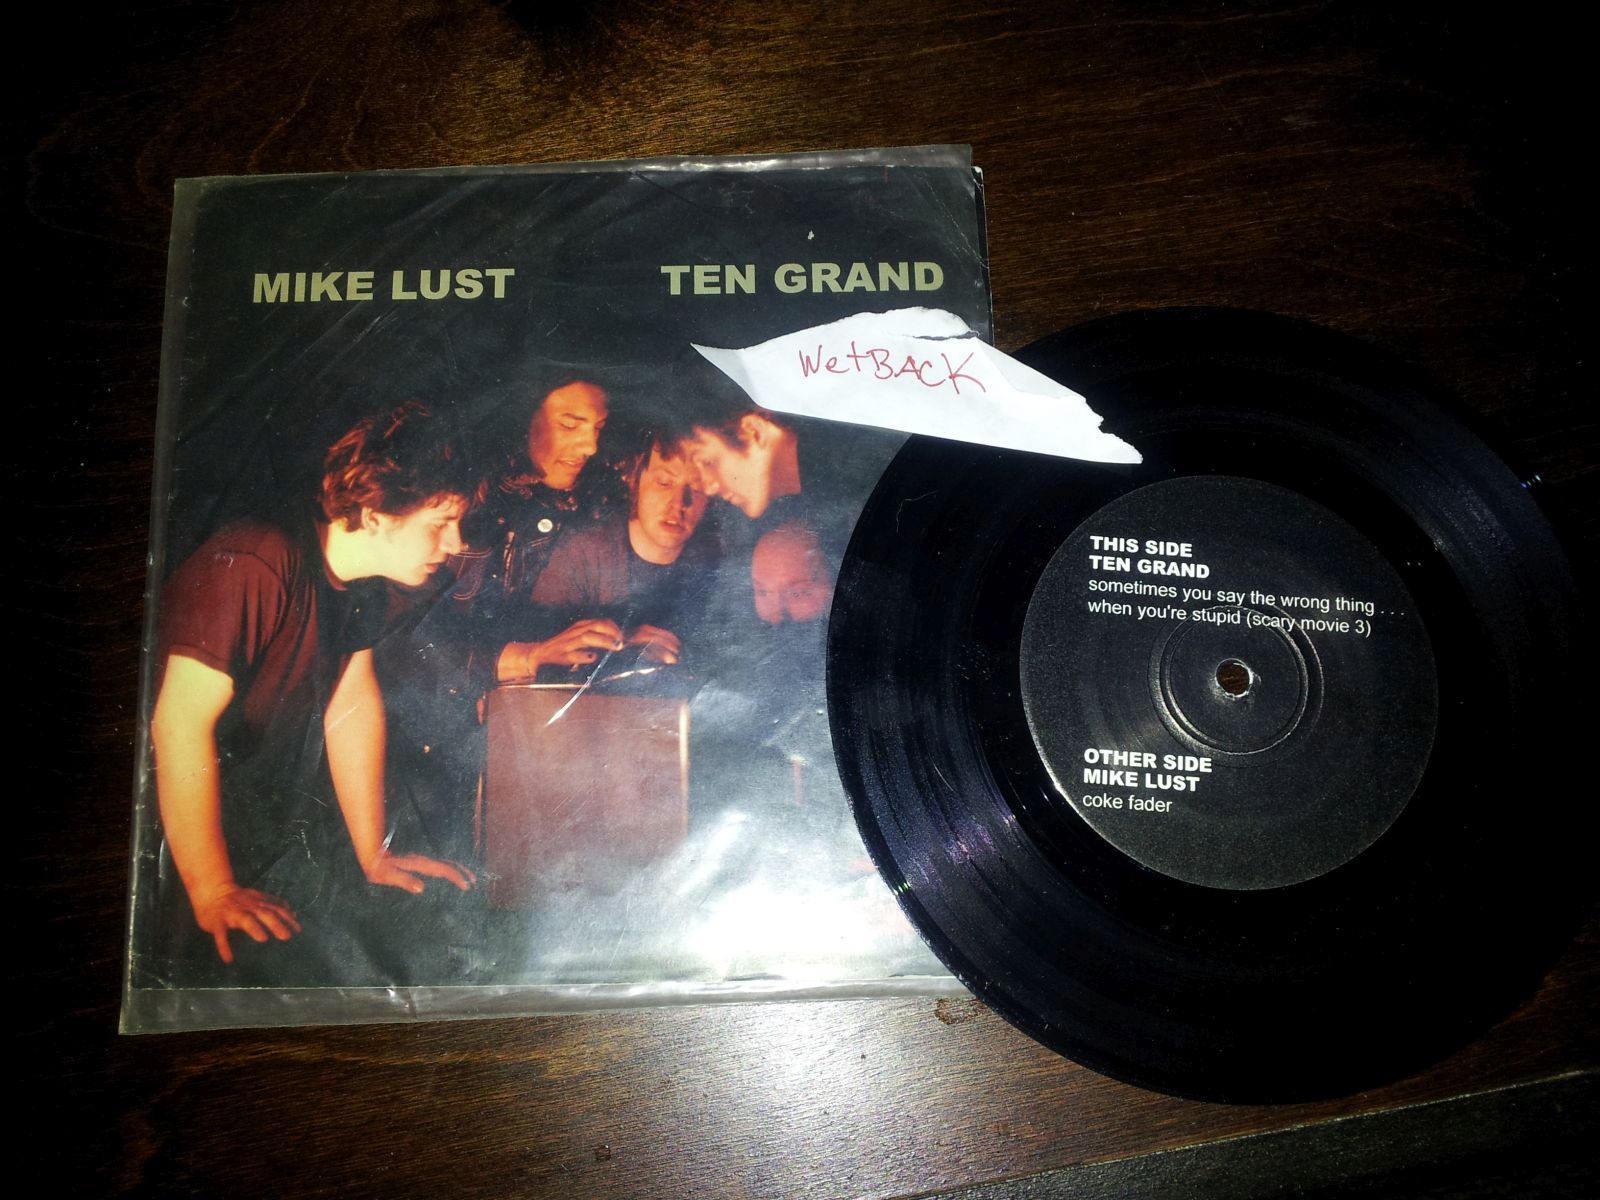 MIKE LUST
TEN GRAND
WetBACK
THIS SIDE
TEN GRAND
sometimes you say the wrong thing . . .
when you're stupid (scary movie 3)
OTHER SIDE
MIKE LUST
coke fader